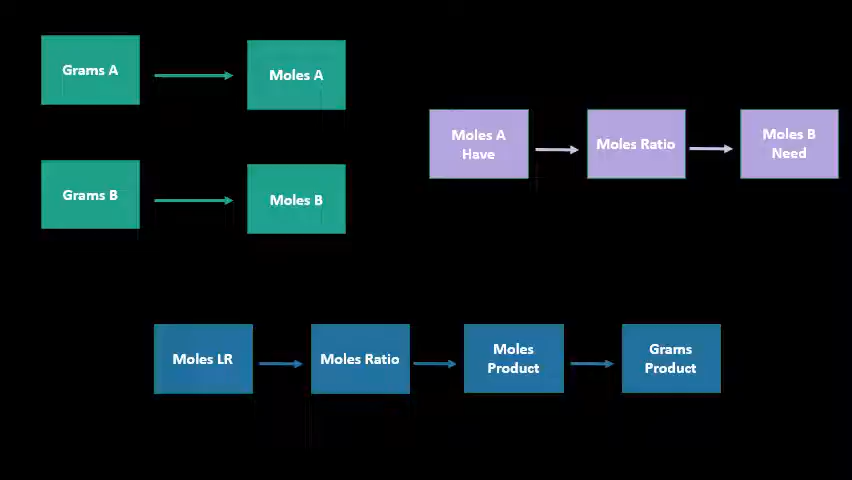 Grams A
Moles A
Grams B
Moles B
Moles A
Have
Moles Ratio
Moles B
Need
Moles LR
Moles Ratio
Moles
Product
Grams
Product